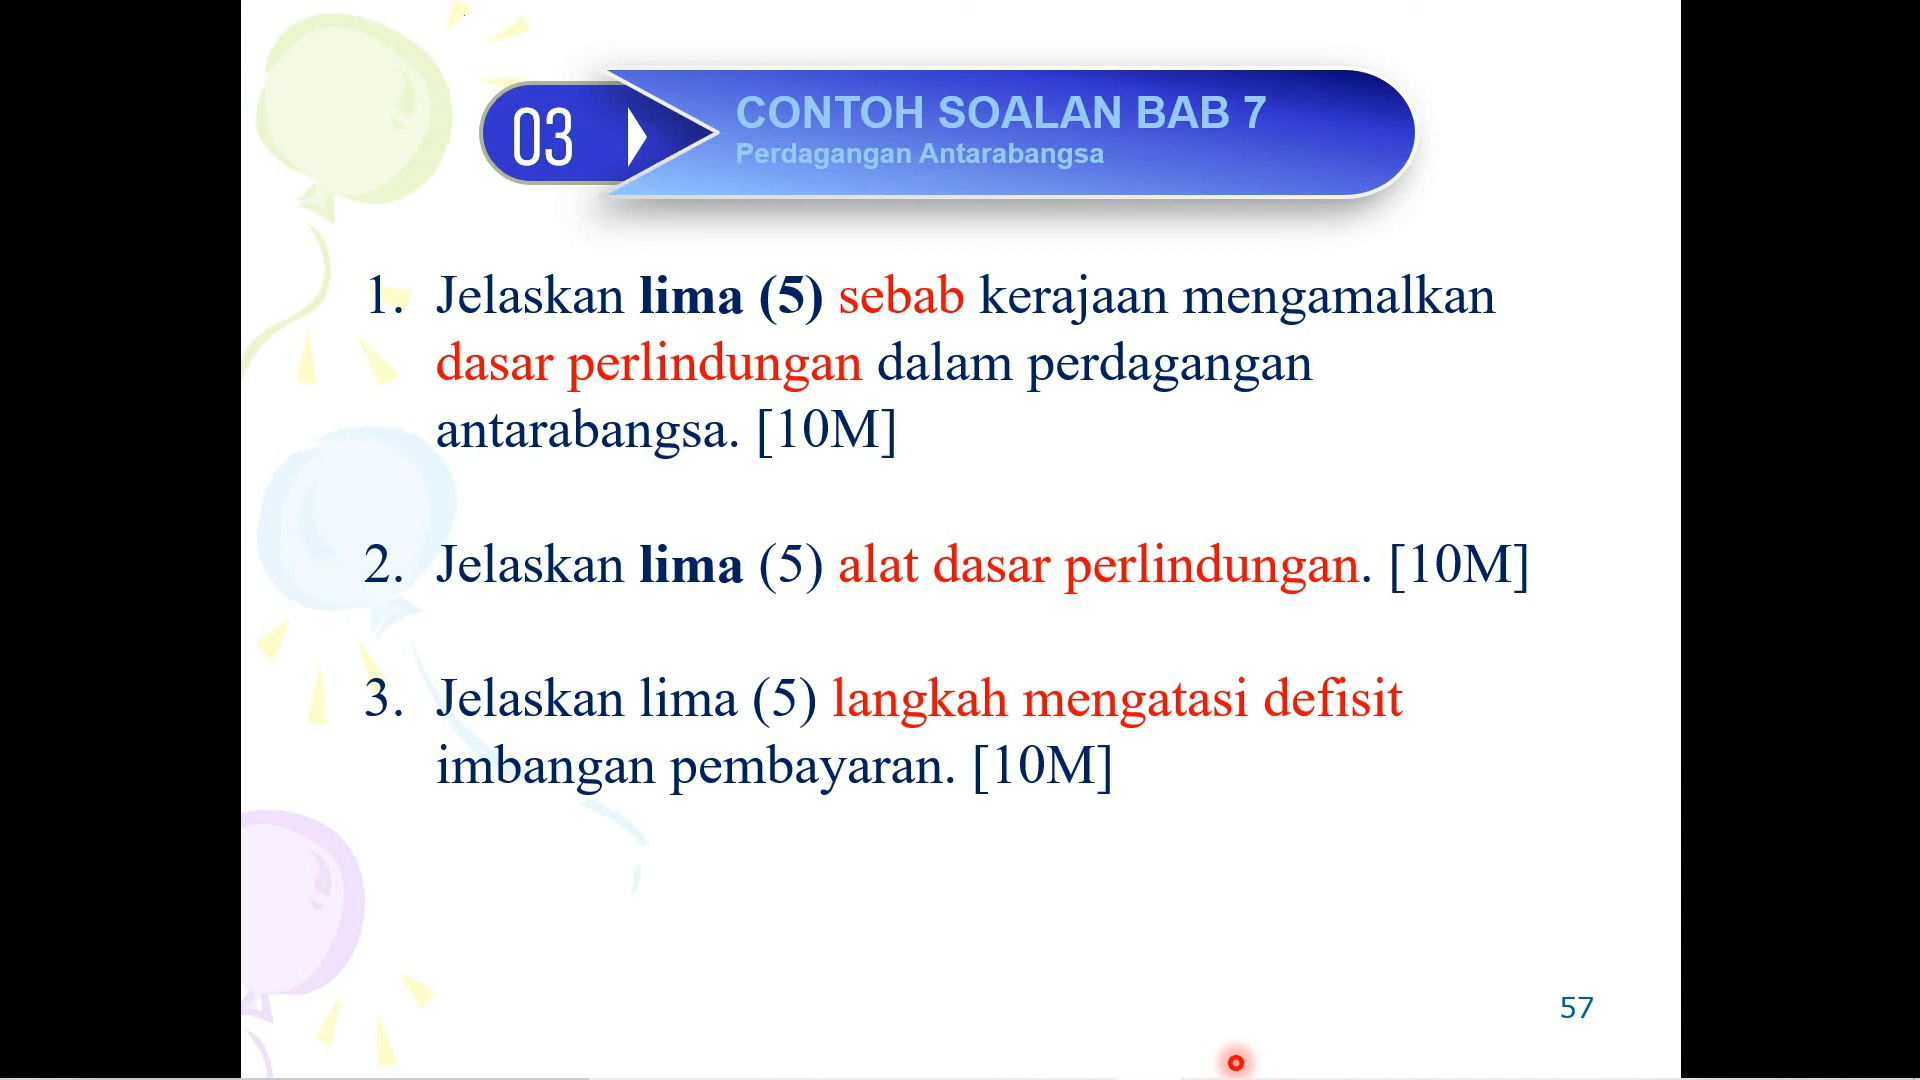 03
CONTOH SOALAN BAB 7
Perdagangan Antarabangsa
1. Jelaskan lima (5) sebab kerajaan mengamalkan
dasar perlindungan dalam perdagangan
antarabangsa. [10M]
2. Jelaskan lima (5) alat dasar perlindungan. [10M]
3. Jelaskan lima (5) langkah mengatasi defisit
imbangan pembayaran. [10M]
57